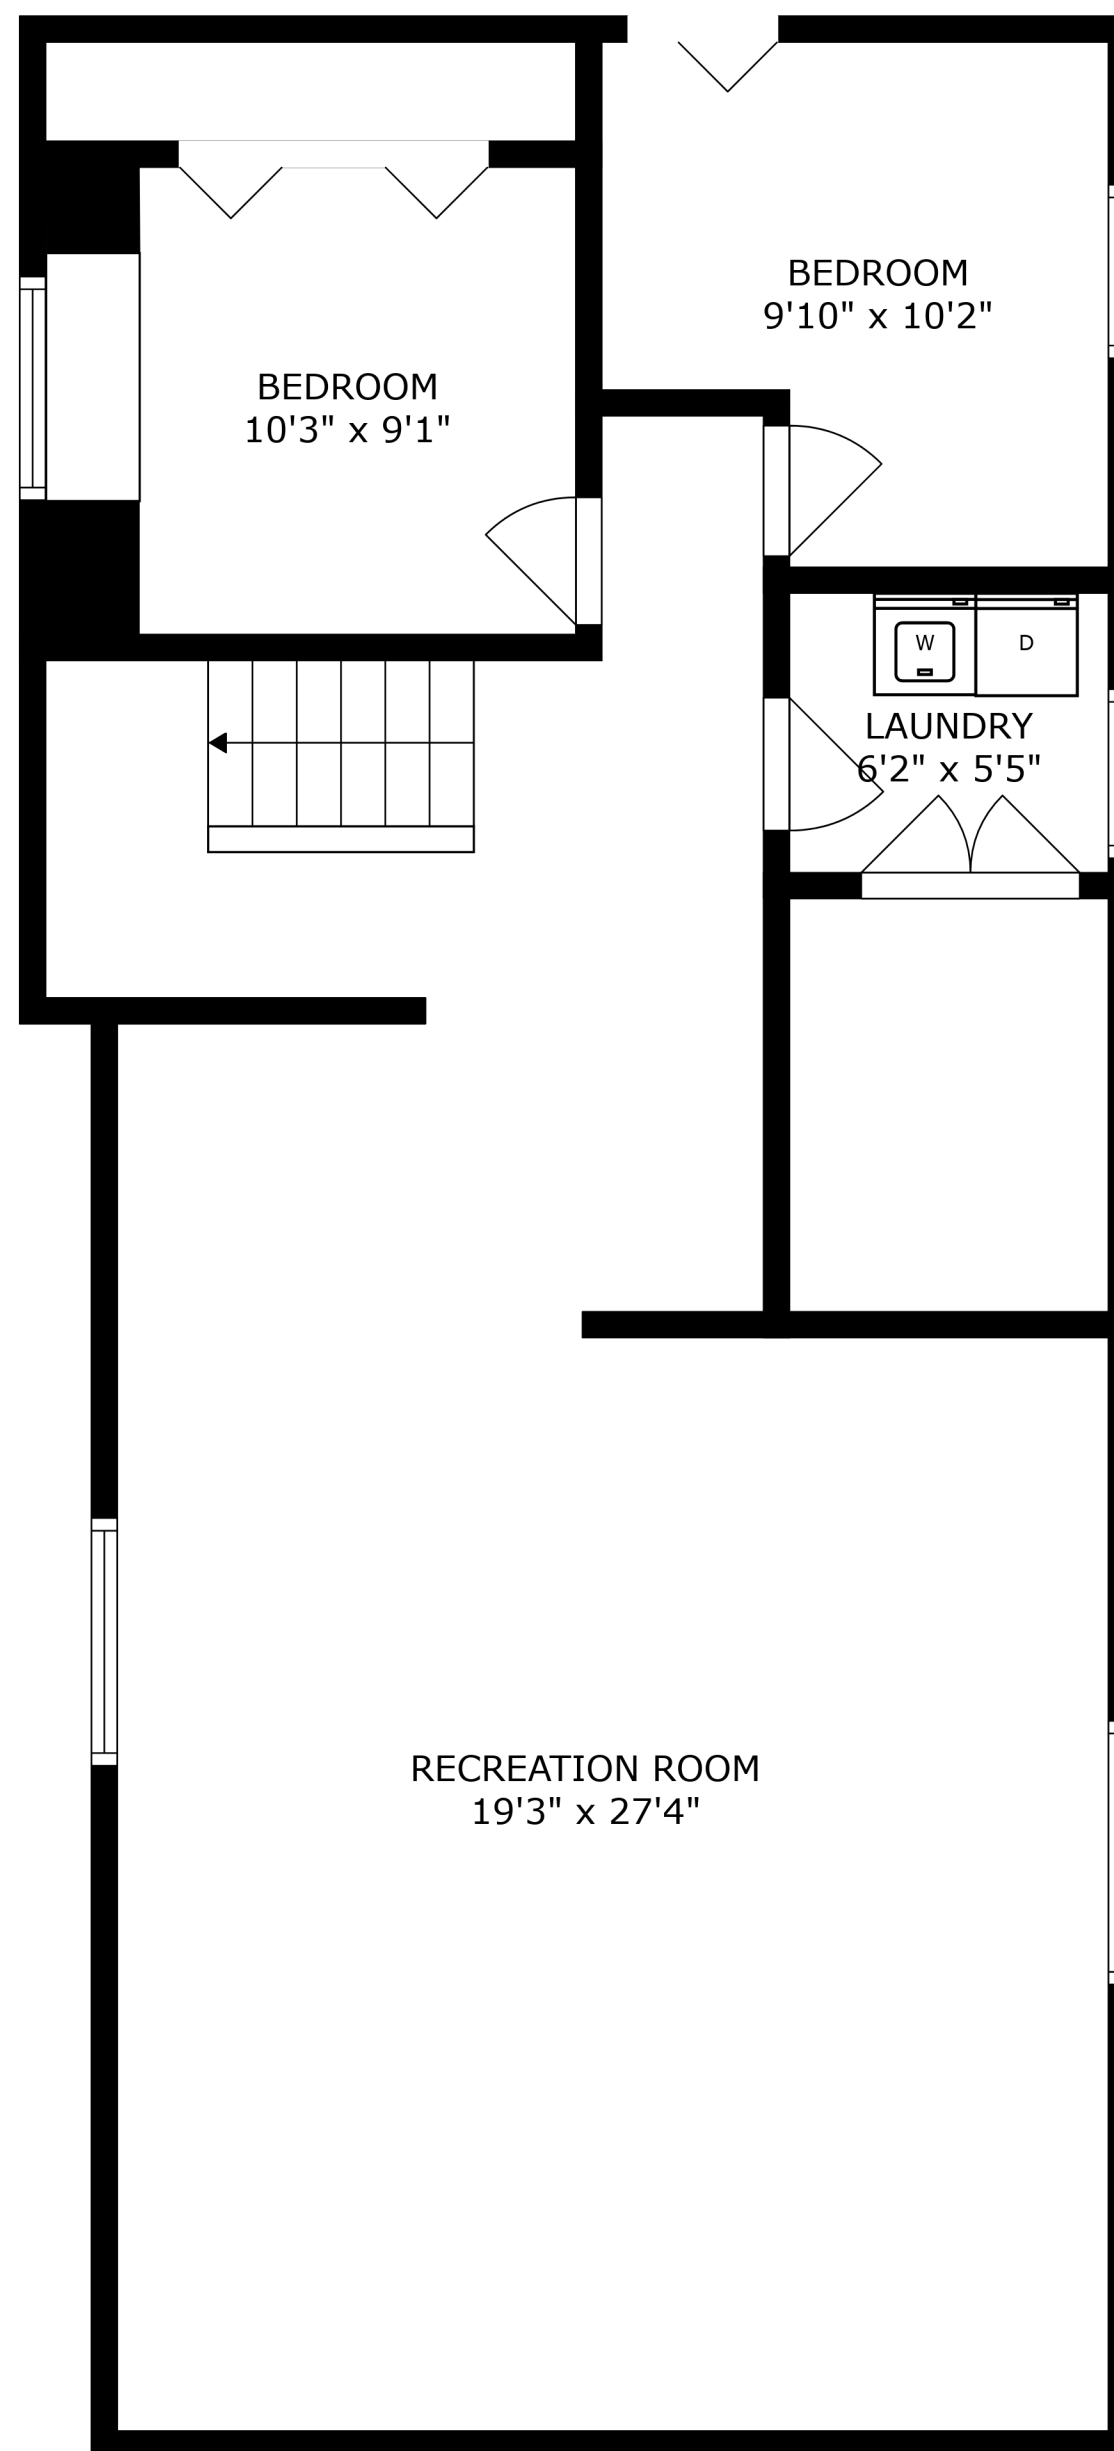 BEDROOM
9'10" x 10'2"
BEDROOM
10'3" x 9'1"
W
D
LAUNDRY
6'2" x 5'5"
RECREATION ROOM
19'3" x 27'4"